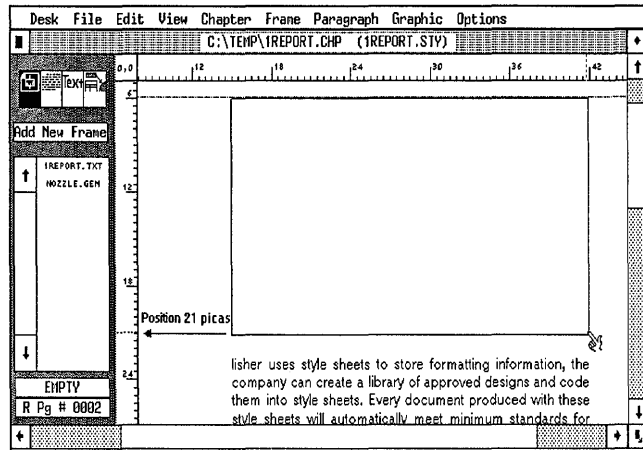 Desk File Edit View Chapter Frame Paragraph Graphic Options
C:\TEMP\1REPORT.CHP (1REPORT.STY)
0,0 12 18 24 30 36 42
Text
Add New Frame
1REPORT.TXT
NOZZLE.GEM
6
12
18
24
Position 21 picas
lisher uses style sheets to store formatting information, the
company can create a library of approved designs and code
them into style sheets. Every document produced with these
style sheets will automatically meet minimum standards for
EMPTY
R Pg # 0002